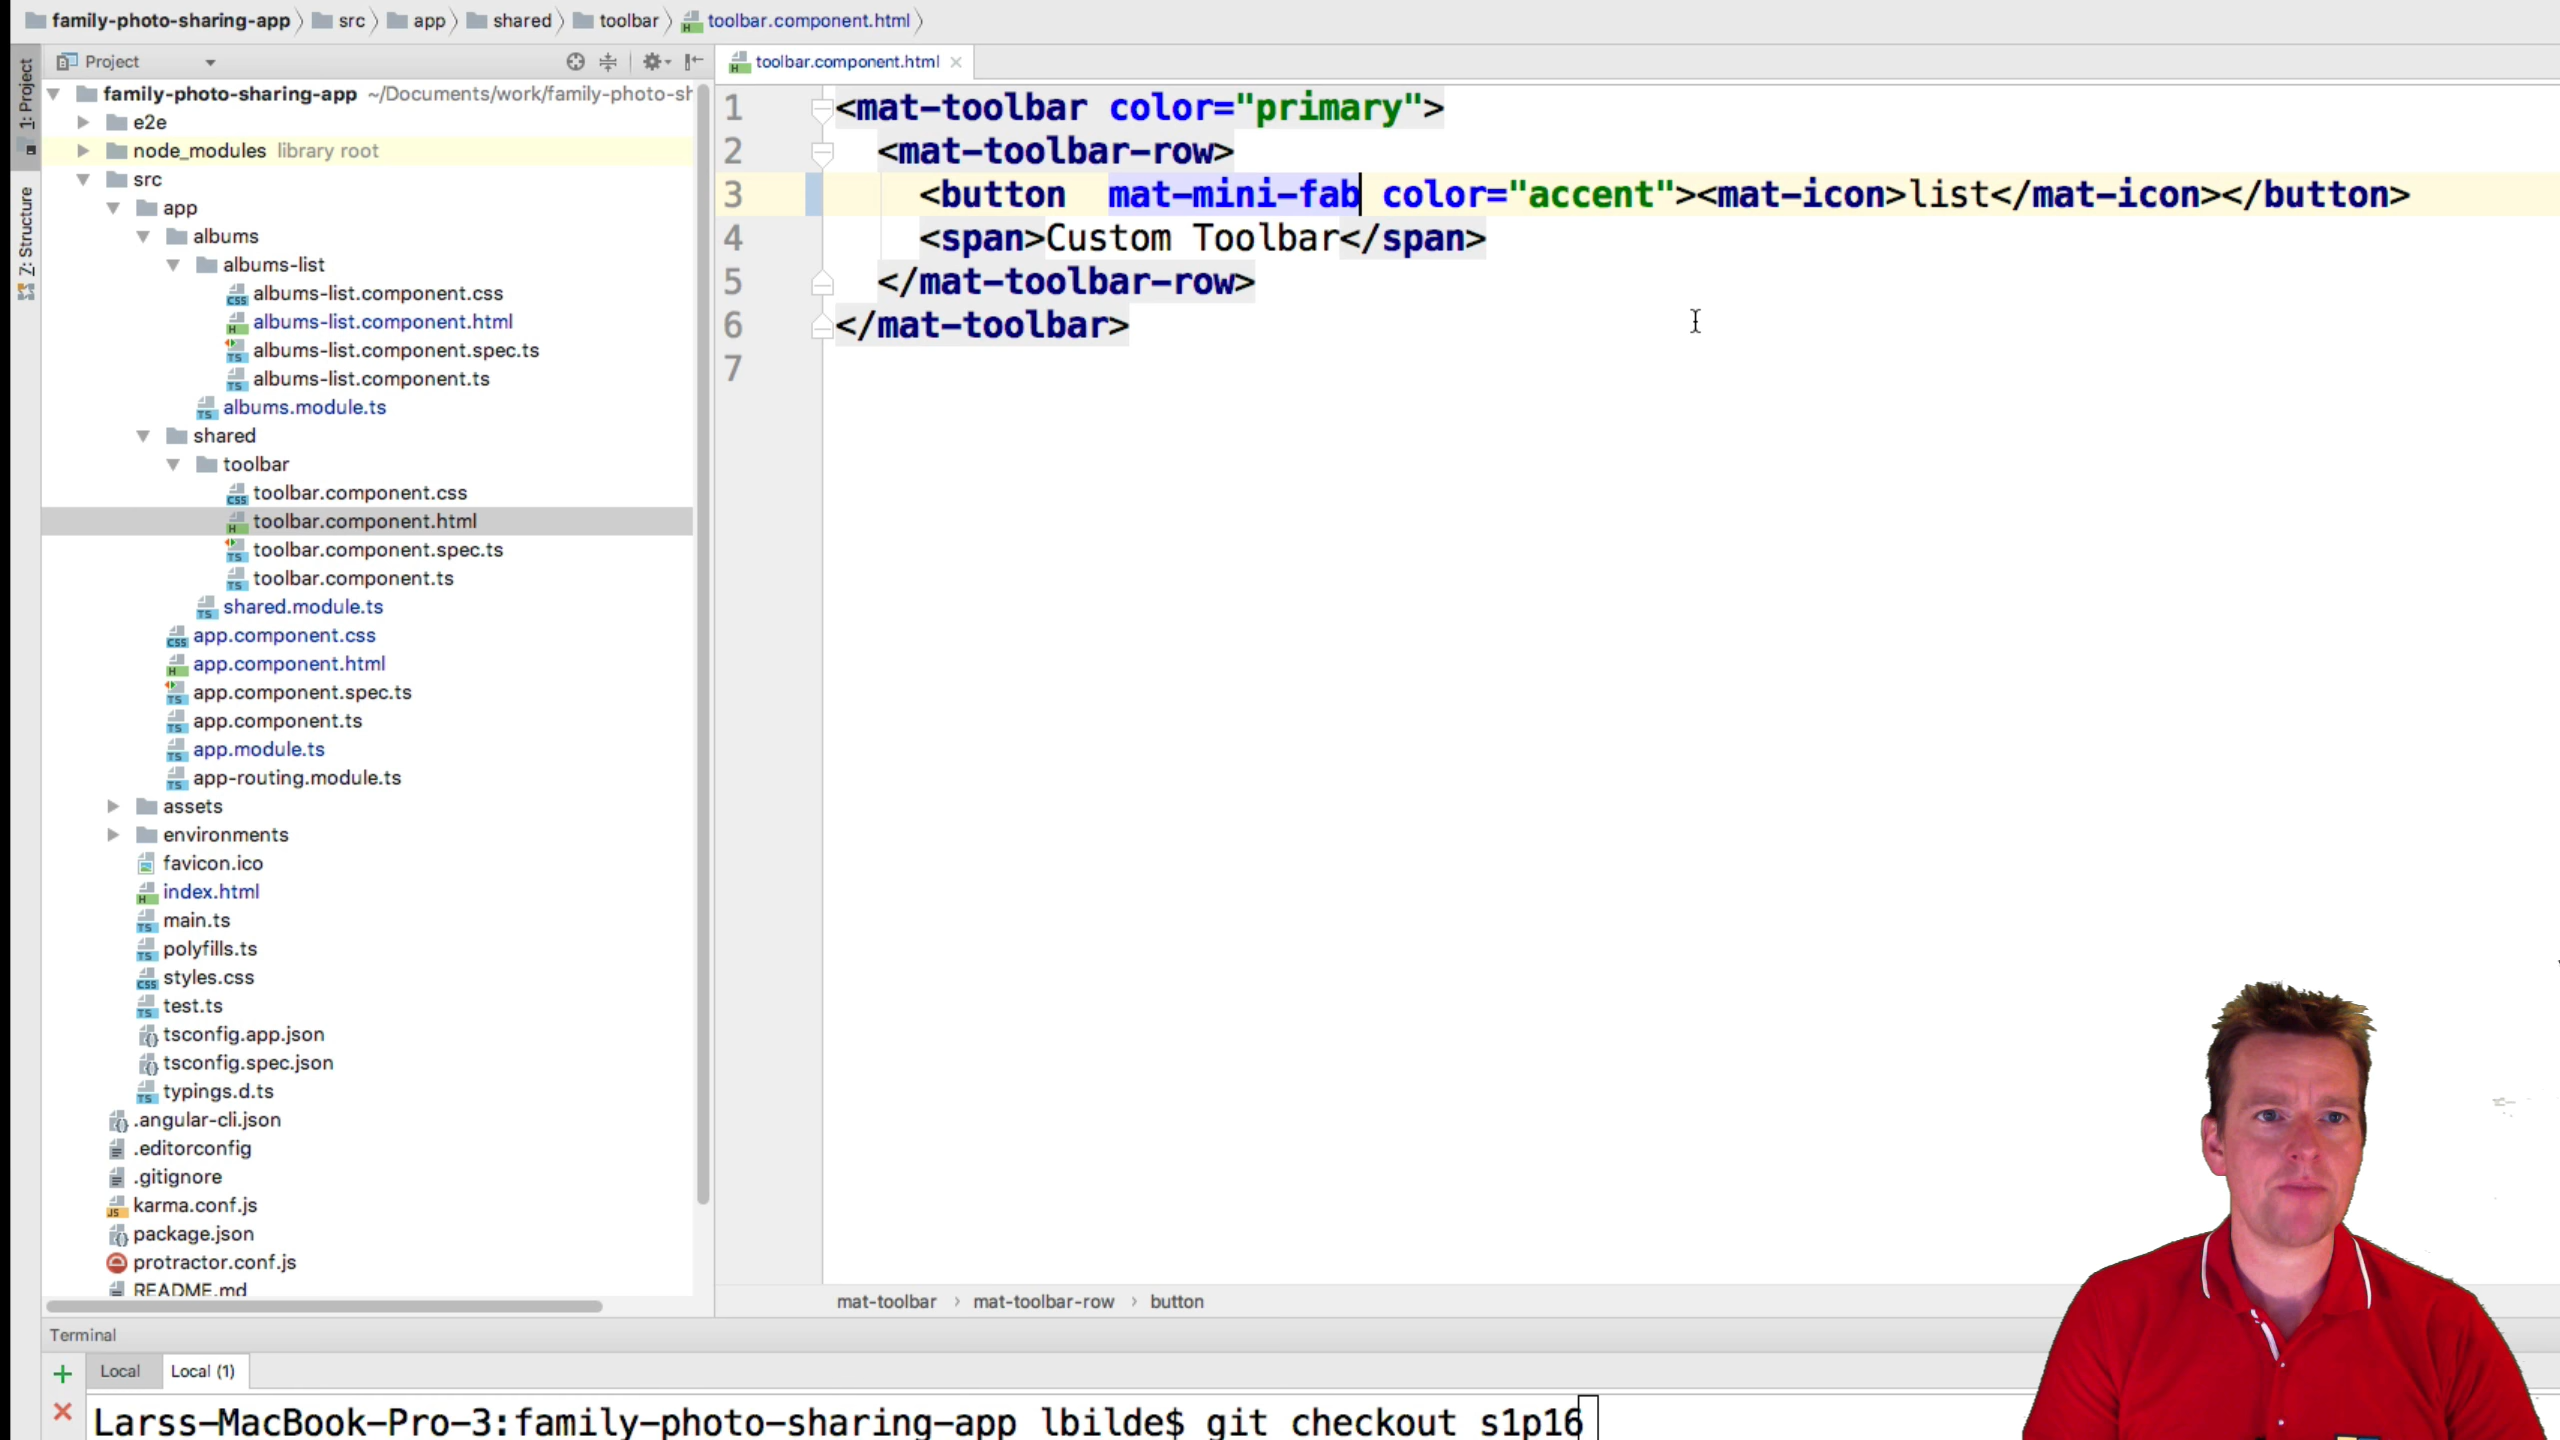 family-photo-sharing-app src app shared toolbar toolbar.component.html
1: Project
Z: Structure
Project
toolbar.component.html
family-photo-sharing-app ~/Documents/work/family-photo-sh
e2e
node_modules library root
src
app
albums
albums-list
albums-list.component.css
albums-list.component.html
albums-list.component.spec.ts
albums-list.component.ts
albums.module.ts
shared
toolbar
toolbar.component.css
toolbar.component.html
toolbar.component.spec.ts
toolbar.component.ts
shared.module.ts
app.component.css
app.component.html
app.component.spec.ts
app.component.ts
app.module.ts
app-routing.module.ts
assets
environments
favicon.ico
index.html
main.ts
polyfills.ts
styles.css
test.ts
tsconfig.app.json
tsconfig.spec.json
typings.d.ts
.angular-cli.json
.editorconfig
.gitignore
karma.conf.js
package.json
protractor.conf.js
README.md
1 <mat-toolbar color="primary">
2 <mat-toolbar-row>
3 <button  mat-mini-fab color="accent"><mat-icon>list</mat-icon></button>
4 <span>Custom Toolbar</span>
5 </mat-toolbar-row>
6 </mat-toolbar>
7
mat-toolbar › mat-toolbar-row › button
Terminal
Local Local (1)
Larss-MacBook-Pro-3:family-photo-sharing-app lbilde$ git checkout s1p16